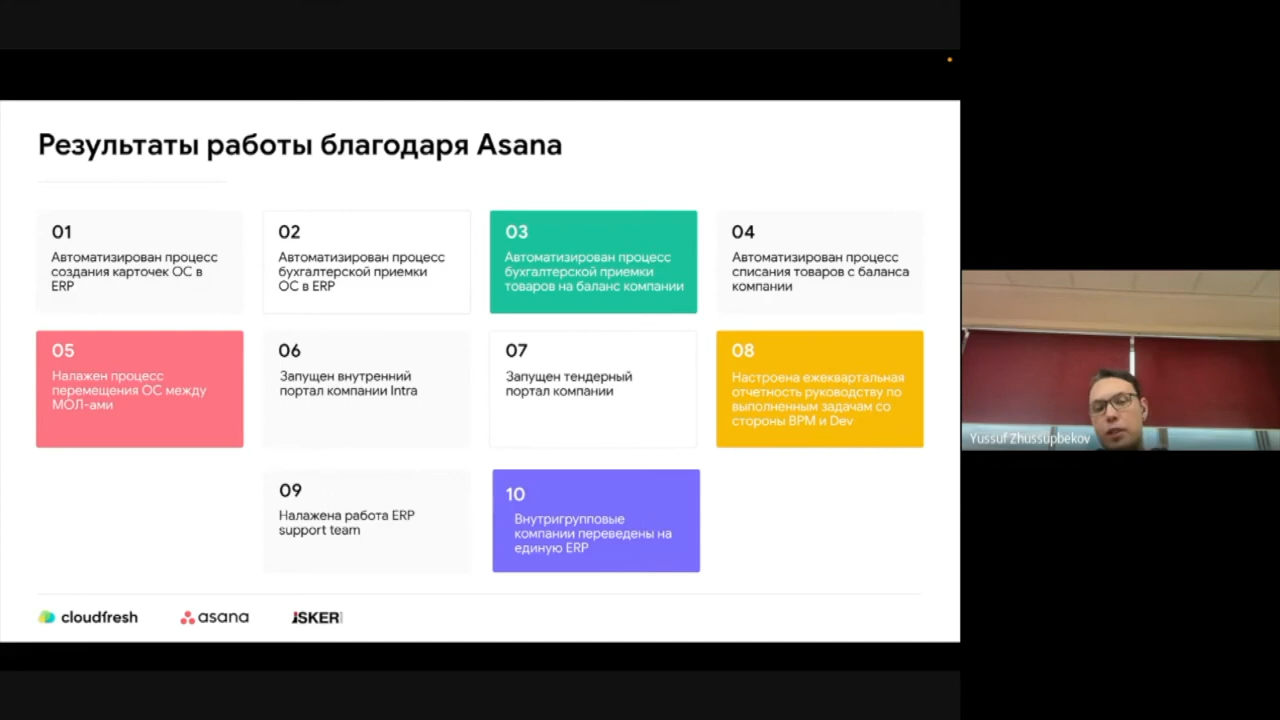 Результаты работы благодаря Asana
01
Автоматизирован процесс
создания карточек ОС в
ERP
02
Автоматизирован процесс
бухгалтерской приемки
ОС в ERP
03
Автоматизирован процесс
бухгалтерской приемки
товаров на баланс компании
04
Автоматизирован процесс
списания товаров с баланса
компании
05
Налажен процесс
перемещения ОС между
МОЛ-ами
06
Запущен внутренний
портал компании Intra
07
Запущен тендерный
портал компании
08
Настроена ежеквартальная
отчетность руководству по
выполненным задачам со
стороны BPM и Dev
09
Налажена работа ERP
support team
10
Внутригрупповые
компании переведены на
единую ERP
cloudfresh
asana
ISKER
Yussuf Zhussupbekov